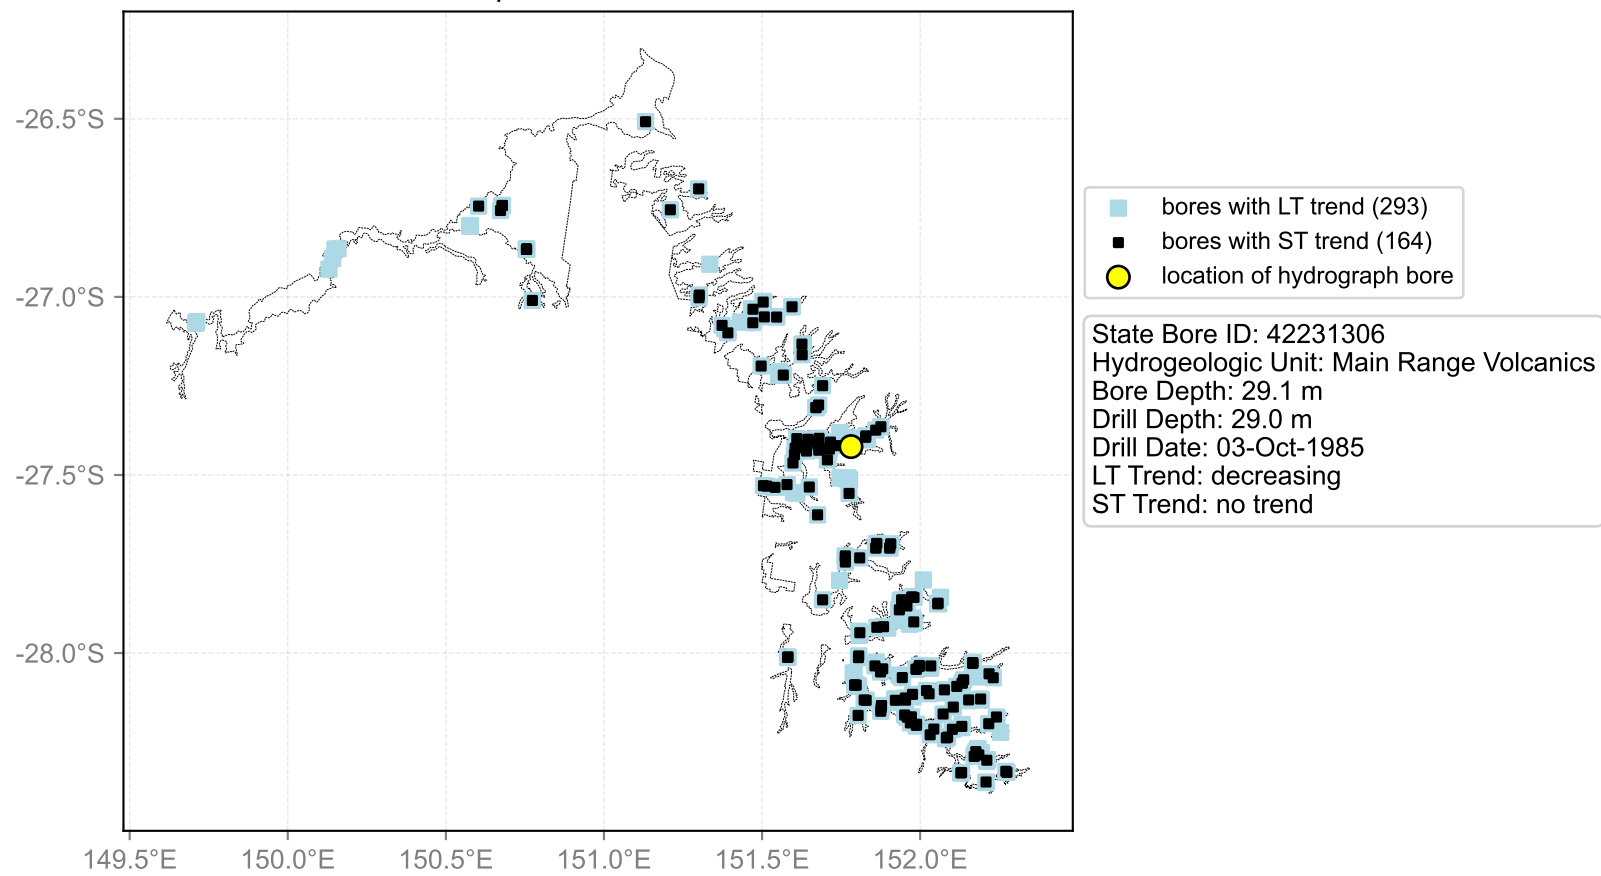 -26.5°S
-27.0°S
-27.5°S
-28.0°S
149.5°E 150.0°E 150.5°E 151.0°E 151.5°E 152.0°E
bores with LT trend (293)
bores with ST trend (164)
location of hydrograph bore
State Bore ID: 42231306
Hydrogeologic Unit: Main Range Volcanics
Bore Depth: 29.1 m
Drill Depth: 29.0 m
Drill Date: 03-Oct-1985
LT Trend: decreasing
ST Trend: no trend